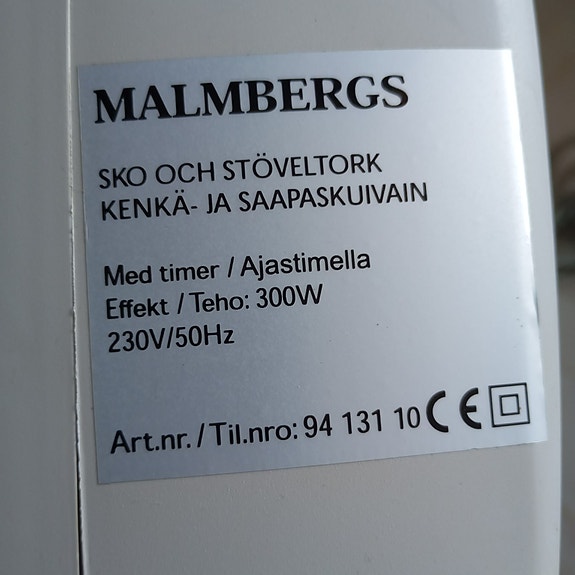 MALMBERGS
SKO OCH STÖVELTORK
KENKÄ- JA SAAPASKUIVAIN
Med timer / Ajastimella
Effekt / Teho: 300W
230V/50Hz
Art.nr. / Til.nro: 94 131 10 CE